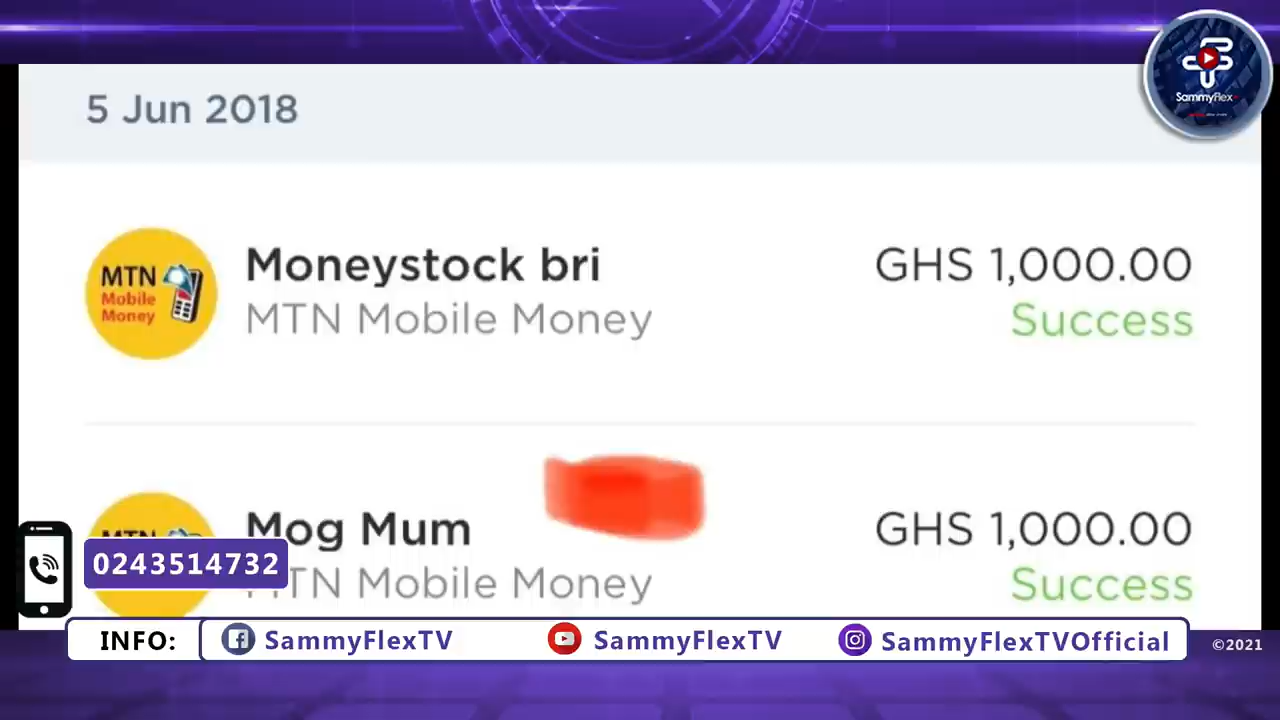 SammyFlex
5 Jun 2018
MTN
Mobile
Money
Moneystock bri
GHS 1,000.00
MTN Mobile Money
Success
Mog Mum
GHS 1,000.00
0243514732
TN Mobile Money
Success
INFO:
SammyFlexTV
SammyFlexTV
SammyFlexTVOfficial
©2021